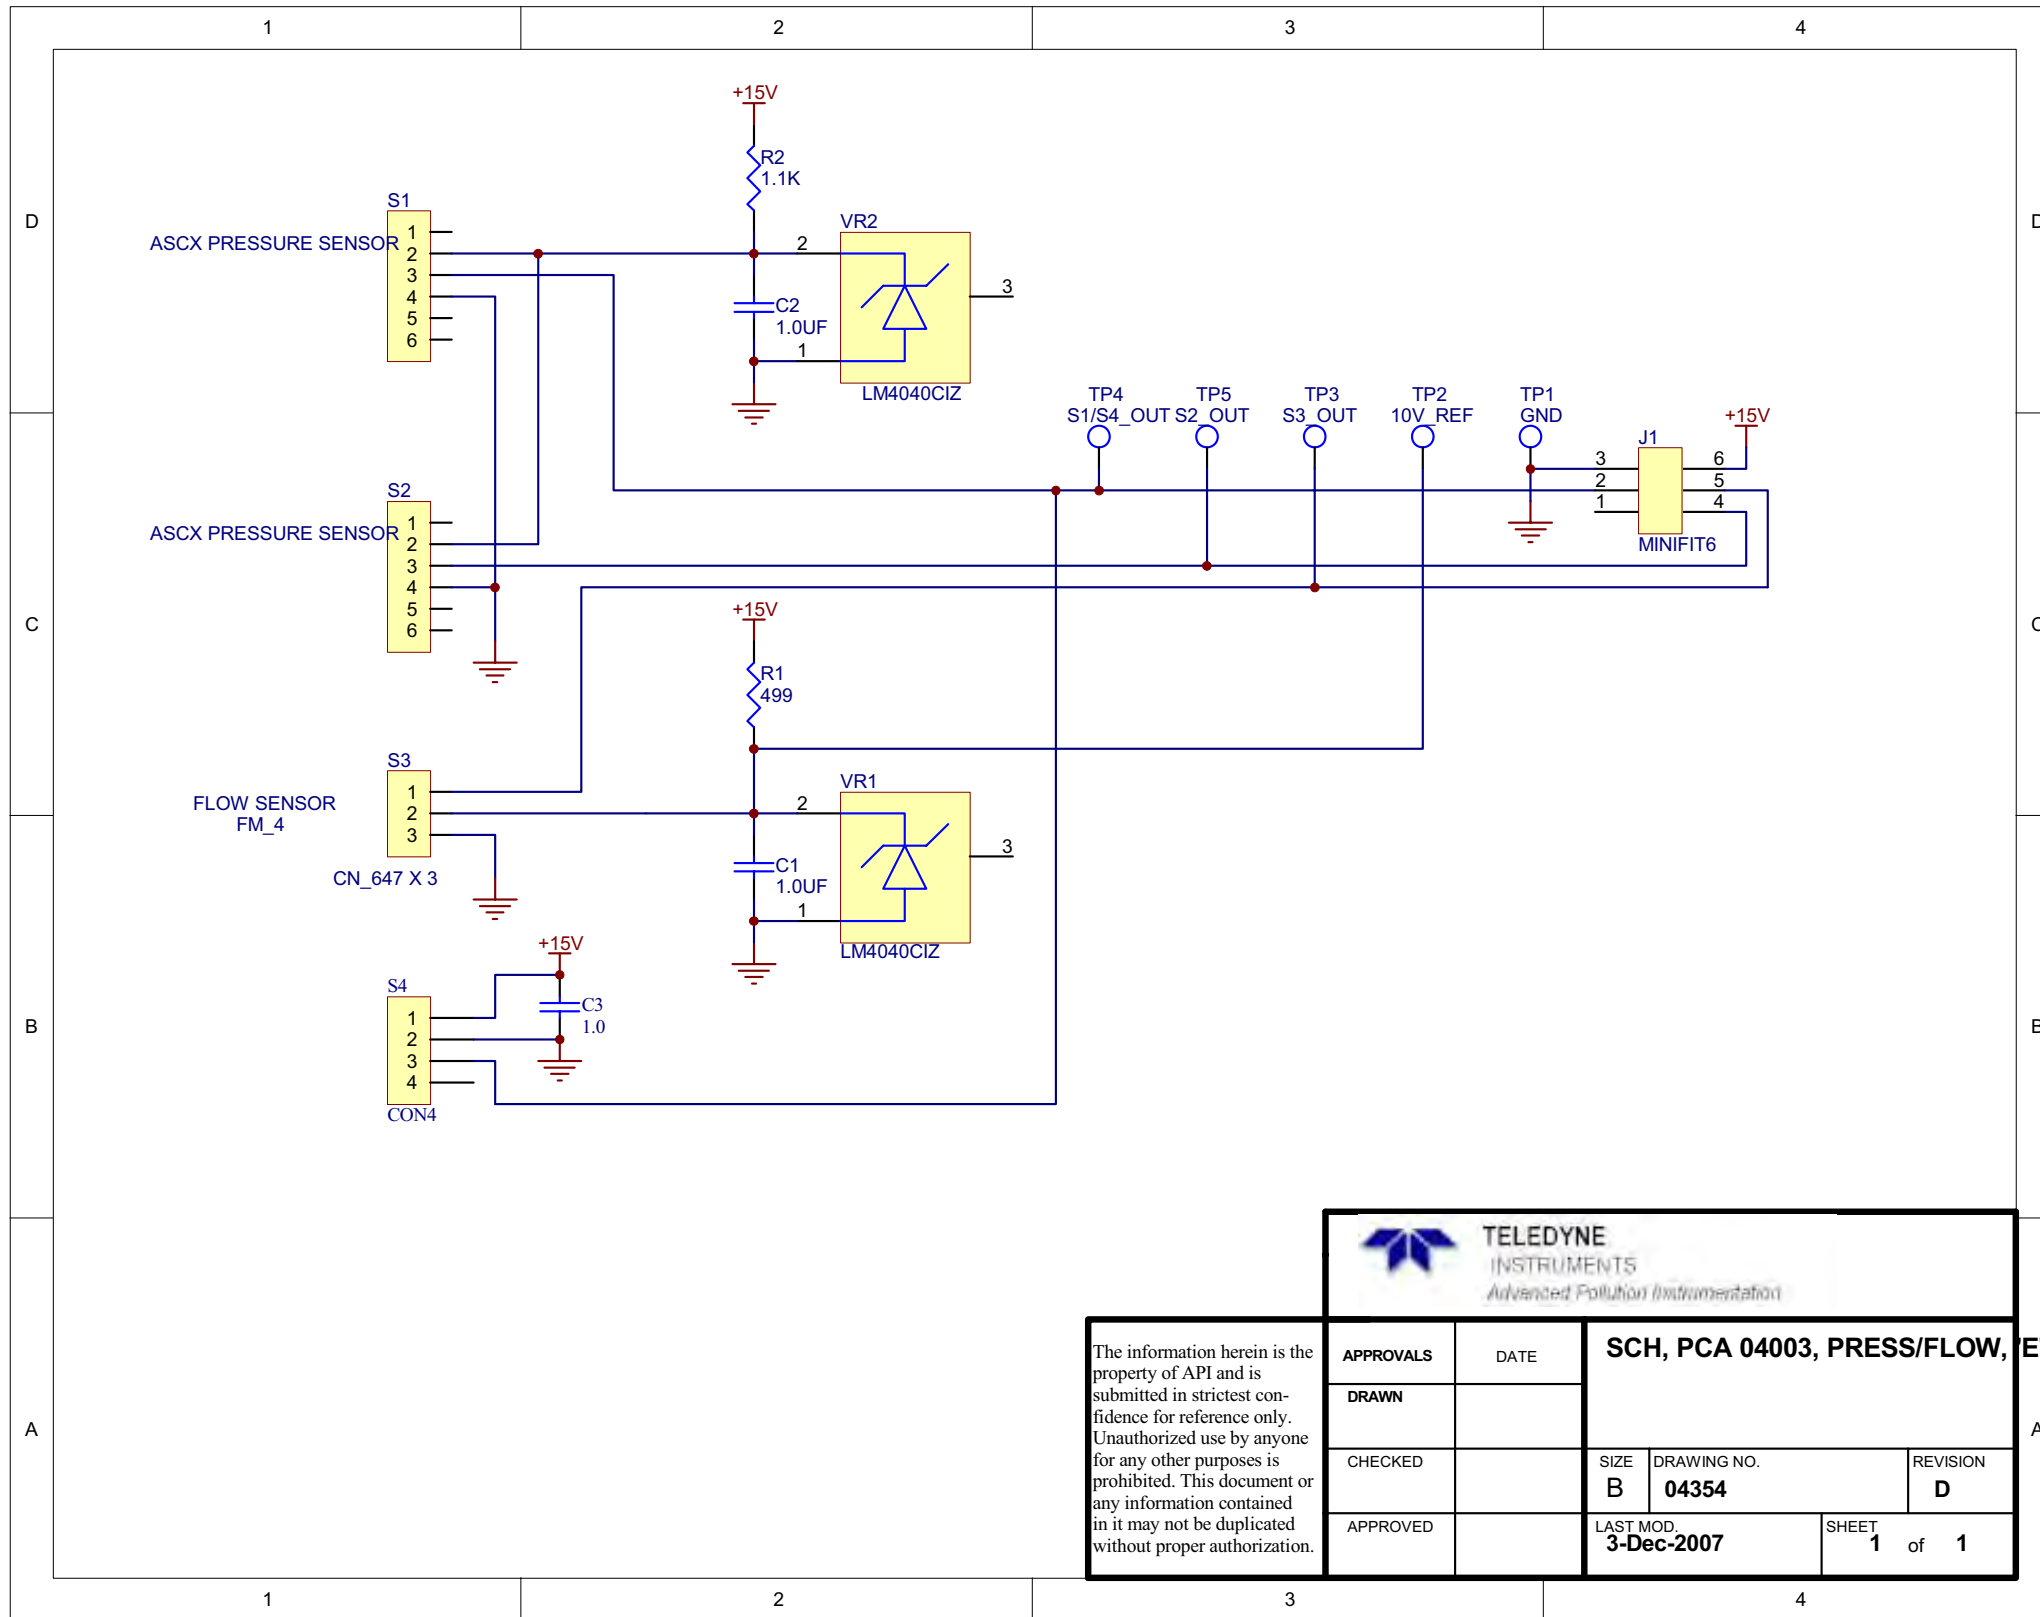 1 2 3 4
D D
C C
B B
A A
+15V
R2
1.1K
S1
ASCX PRESSURE SENSOR
1
2
3
4
5
6
VR2
2
3
C2
1.0UF
1
LM4040CIZ
TP4
S1/S4_OUT
TP5
S2_OUT
TP3
S3_OUT
TP2
10V_REF
TP1
GND
+15V
J1
3 6
2 5
1 4
MINIFIT6
S2
ASCX PRESSURE SENSOR
1
2
3
4
5
6
+15V
R1
499
S3
FLOW SENSOR
FM_4
1
2
3
CN_647 X 3
VR1
2
3
C1
1.0UF
1
LM4040CIZ
+15V
S4
C3
1.0
1
2
3
4
CON4
TELEDYNE
INSTRUMENTS
Advanced Pollution Instrumentation
The information herein is the
property of API and is
submitted in strictest con-
fidence for reference only.
Unauthorized use by anyone
for any other purposes is
prohibited. This document or
any information contained
in it may not be duplicated
without proper authorization.
APPROVALS DATE
DRAWN
CHECKED
APPROVED
SCH, PCA 04003, PRESS/FLOW,
SIZE
B
DRAWING NO.
04354
REVISION
D
LAST MOD.
3-Dec-2007
SHEET
1 of 1
1 2 3 4